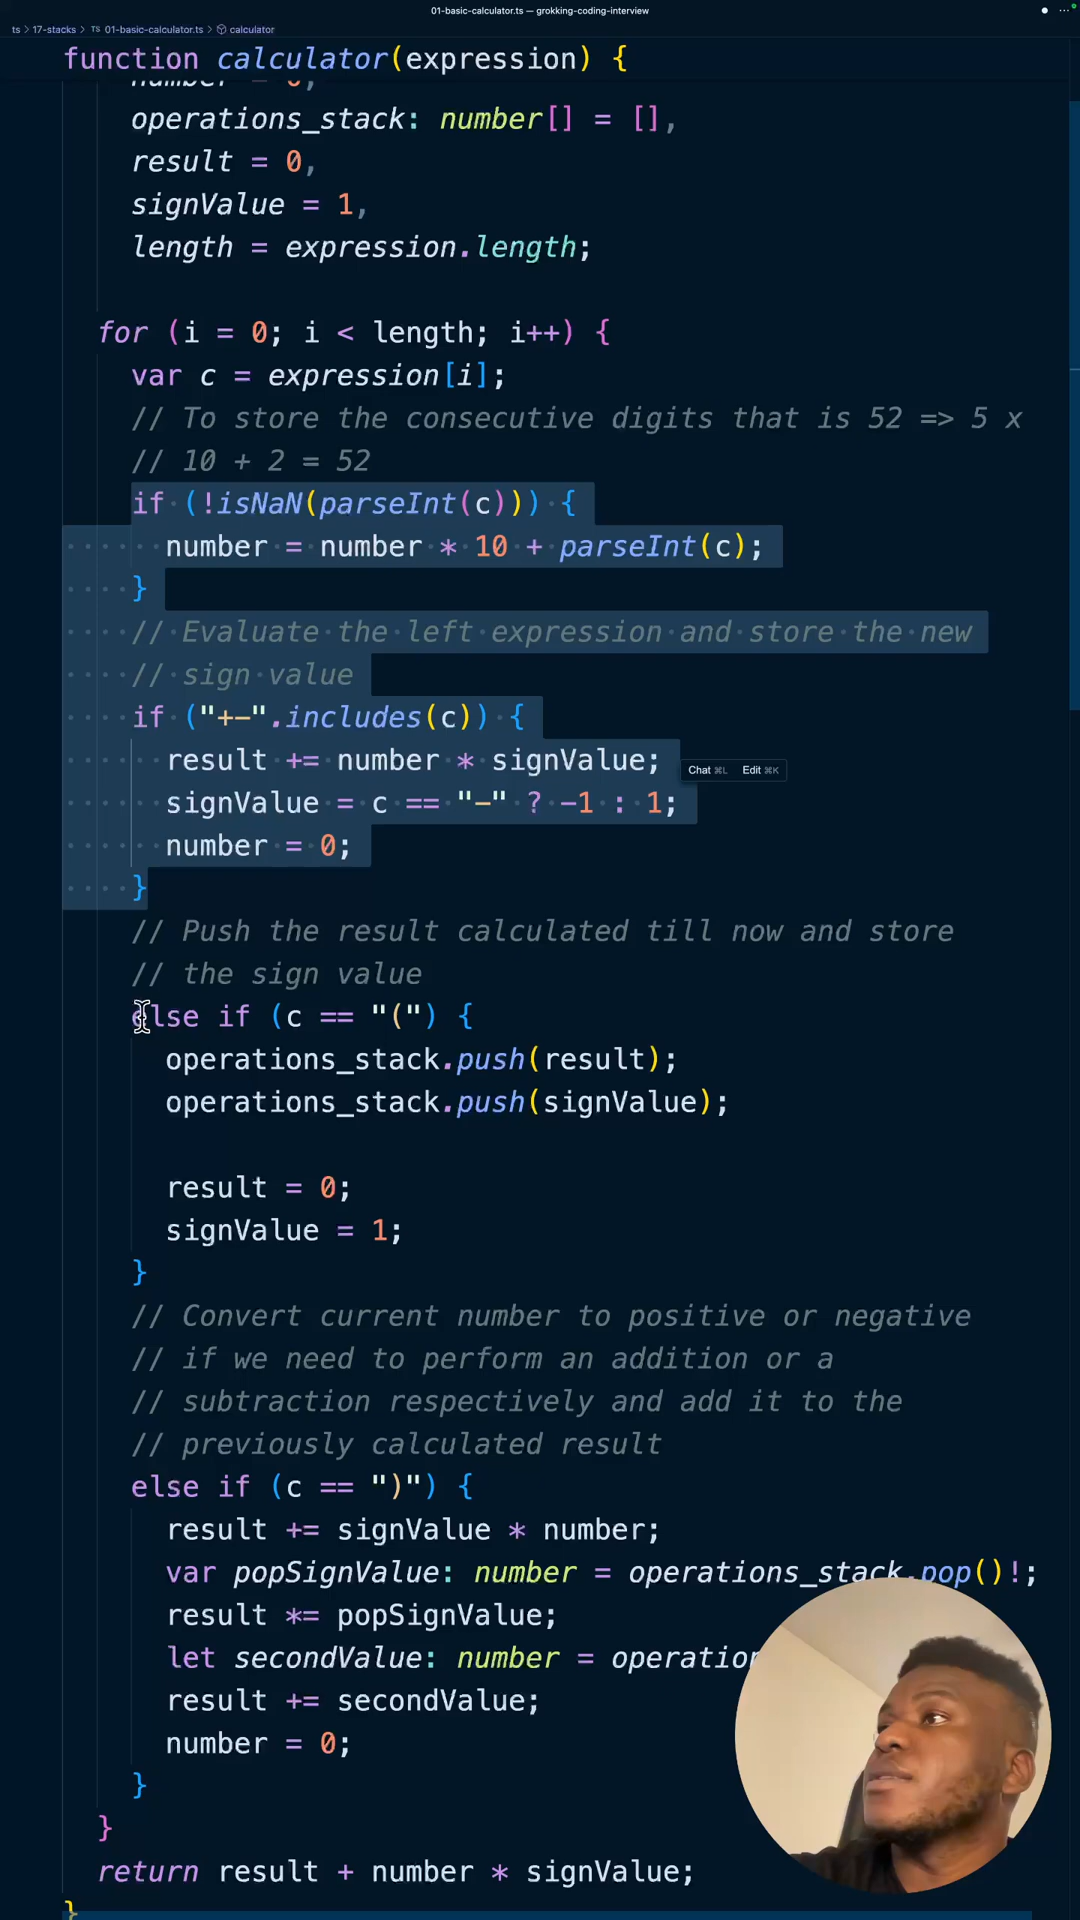 01-basic-calculator.ts — grokking-coding-interview
ts > 17-stacks > TS 01-basic-calculator.ts > calculator
function calculator(expression) {
number = 0,
operations_stack: number[] = [],
result = 0,
signValue = 1,
length = expression.length;
for (i = 0; i < length; i++) {
var c = expression[i];
// To store the consecutive digits that is 52 => 5 x
// 10 + 2 = 52
if (!isNaN(parseInt(c))) {
number = number * 10 + parseInt(c);
}
// Evaluate the left expression and store the new
// sign value
if ("+-".includes(c)) {
result += number * signValue;
Chat ⌘L Edit ⌘K
signValue = c == "-" ? -1 : 1;
number = 0;
}
// Push the result calculated till now and store
// the sign value
else if (c == "(") {
operations_stack.push(result);
operations_stack.push(signValue);
result = 0;
signValue = 1;
}
// Convert current number to positive or negative
// if we need to perform an addition or a
// subtraction respectively and add it to the
// previously calculated result
else if (c == ")") {
result += signValue * number;
var popSignValue: number = operations_stack.pop()!;
result *= popSignValue;
let secondValue: number =
result += secondValue;
number = 0;
}
}
return result + number * signValue;
}